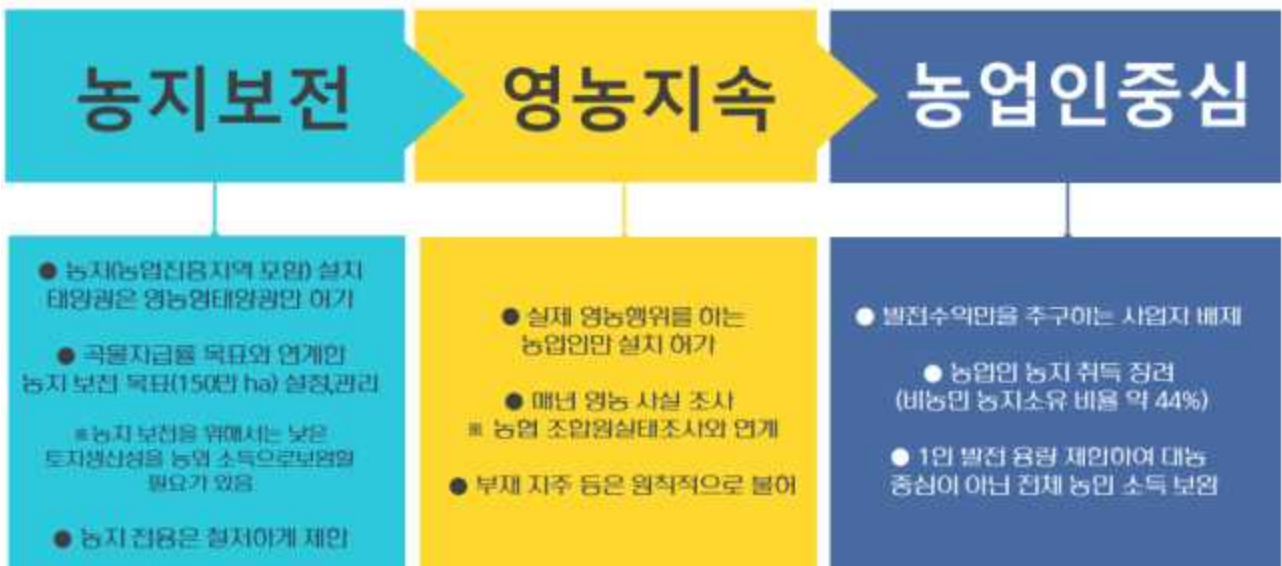 농지보전
영농지속
농업인중심
● 농지(농업진흥지역 포함) 설치
태양광은 영농형태양광만 허가
● 곡물자급률 목표와 연계한
농지 보전 목표(150만 ha) 설정,관리
※농지 보전을 위해서는 낮은
토지생산성을 농외 소득으로보완할
필요가 있음
● 농지 전용은 철저하게 제한
● 실제 영농행위를 하는
농업인만 설치 허가
● 매년 영농 사실 조사
※ 농협 조합원실태조사와 연계
● 부재 지주 등은 원칙적으로 불허
● 발전수익만을 추구하는 사업자 배제
● 농업인 농지 취득 장려
(비농민 농지소유 비율 약 44%)
● 1인 발전 용량 제한하여 대농
중심이 아닌 전체 농민 소득 보완